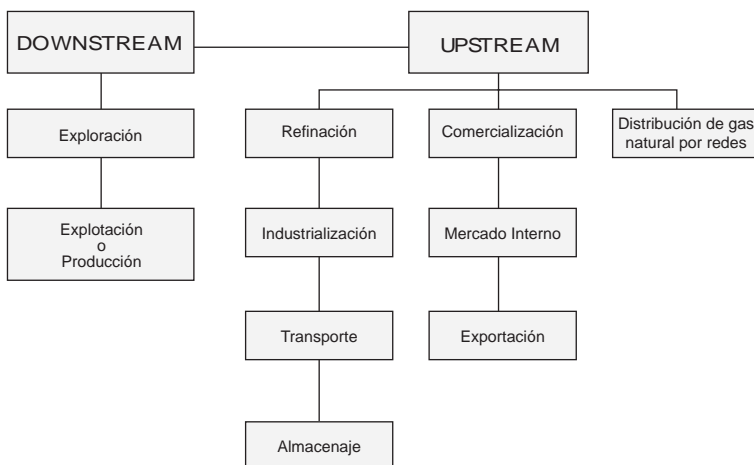 DOWNSTREAM
UPSTREAM
Exploración
Refinación
Comercialización
Distribución de gas
natural por redes
Explotación
o
Producción
Industrialización
Mercado Interno
Transporte
Exportación
Almacenaje